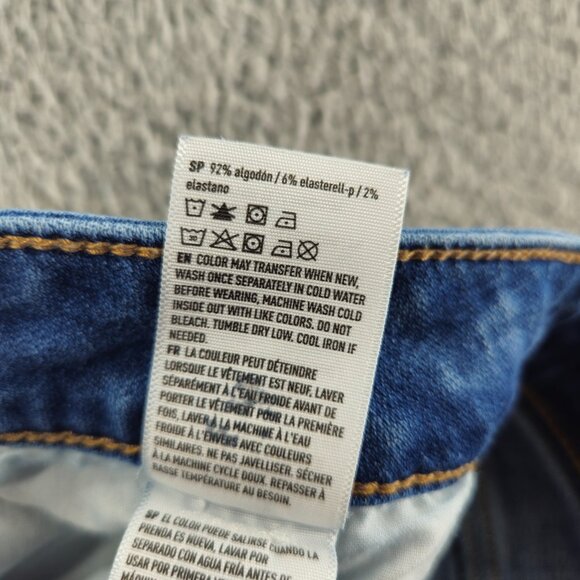 SP 92% algodón / 6% elasterell-p / 2%
elastano
EN COLOR MAY TRANSFER WHEN NEW,
WASH ONCE SEPARATELY IN COLD WATER
BEFORE WEARING, MACHINE WASH COLD
INSIDE OUT WITH LIKE COLORS. DO NOT
BLEACH. TUMBLE DRY LOW. COOL IRON IF
NEEDED.
FR LA COULEUR PEUT DÉTEINDRE
LORSQUE LE VÊTEMENT EST NEUF, LAVER
SÉPARÉMENT À L'EAU FROIDE AVANT DE
PORTER LE VÊTEMENT POUR LA PREMIÈRE
FOIS, LAVER À LA MACHINE À L'EAU
FROIDE À L'ENVERS AVEC DES COULEURS
SIMILAIRES. NE PAS JAVELLISER. SÉCHER
À LA MACHINE CYCLE DOUX. REPASSER À
BASSE TEMPÉRATURE AU BESOIN.
SP EL COLOR PUEDE SALIRSE CUANDO LA
PRENDA ES NUEVA, LAVAR POR
SEPARADO CON AGUA FRÍA ANTES DE
USAR POR PRIMERA